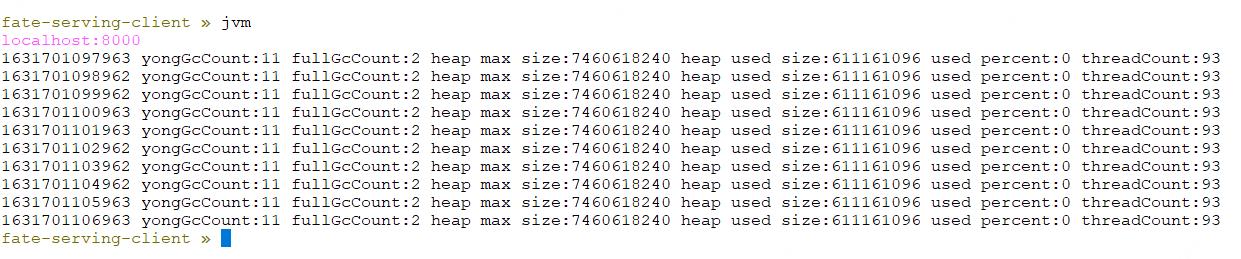 fate-serving-client » jvm
localhost:8000
1631701097963 yongGcCount:11 fullGcCount:2 heap max size:7460618240 heap used size:611161096 used percent:0 threadCount:93
1631701098962 yongGcCount:11 fullGcCount:2 heap max size:7460618240 heap used size:611161096 used percent:0 threadCount:93
1631701099962 yongGcCount:11 fullGcCount:2 heap max size:7460618240 heap used size:611161096 used percent:0 threadCount:93
1631701100963 yongGcCount:11 fullGcCount:2 heap max size:7460618240 heap used size:611161096 used percent:0 threadCount:93
1631701101963 yongGcCount:11 fullGcCount:2 heap max size:7460618240 heap used size:611161096 used percent:0 threadCount:93
1631701102962 yongGcCount:11 fullGcCount:2 heap max size:7460618240 heap used size:611161096 used percent:0 threadCount:93
1631701103962 yongGcCount:11 fullGcCount:2 heap max size:7460618240 heap used size:611161096 used percent:0 threadCount:93
1631701104962 yongGcCount:11 fullGcCount:2 heap max size:7460618240 heap used size:611161096 used percent:0 threadCount:93
1631701105963 yongGcCount:11 fullGcCount:2 heap max size:7460618240 heap used size:611161096 used percent:0 threadCount:93
1631701106963 yongGcCount:11 fullGcCount:2 heap max size:7460618240 heap used size:611161096 used percent:0 threadCount:93
fate-serving-client »